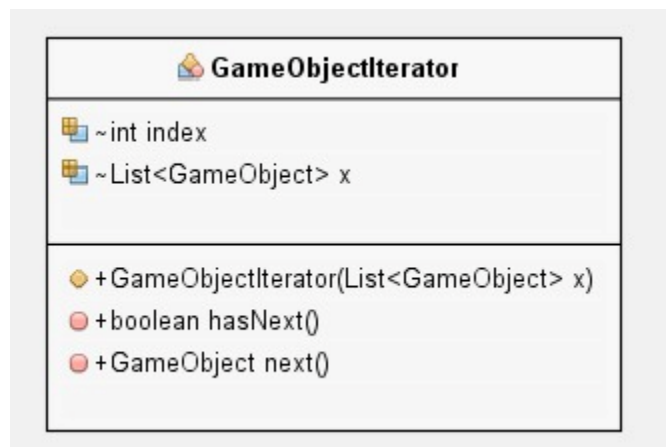 GameObjectIterator
~int index
~List<GameObject> x
+GameObjectIterator(List<GameObject> x)
+boolean hasNext()
+GameObject next()